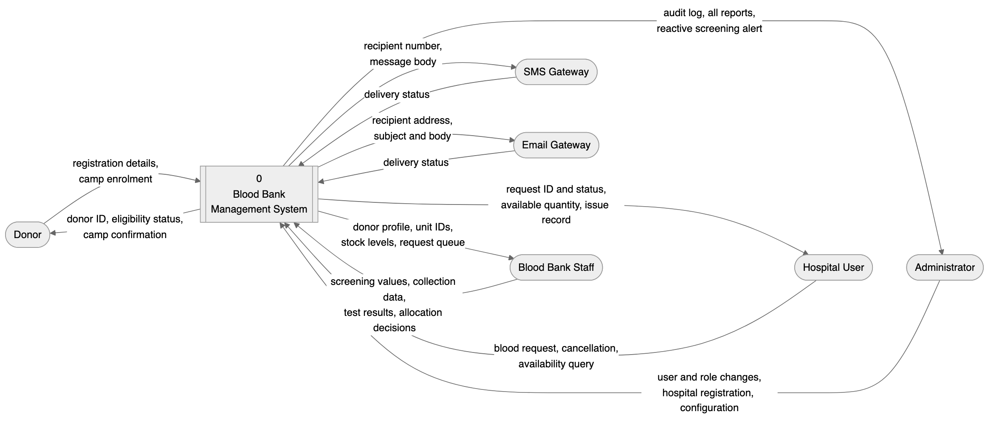 audit log, all reports,
reactive screening alert
recipient number,
message body
SMS Gateway
delivery status
recipient address,
subject and body
Email Gateway
delivery status
registration details,
camp enrolment
0
Blood Bank
Management System
request ID and status,
available quantity, issue
record
donor ID, eligibility status,
camp confirmation
Donor
donor profile, unit IDs,
stock levels, request queue
Blood Bank Staff
Hospital User
Administrator
screening values, collection
data,
test results, allocation
decisions
blood request, cancellation,
availability query
user and role changes,
hospital registration,
configuration